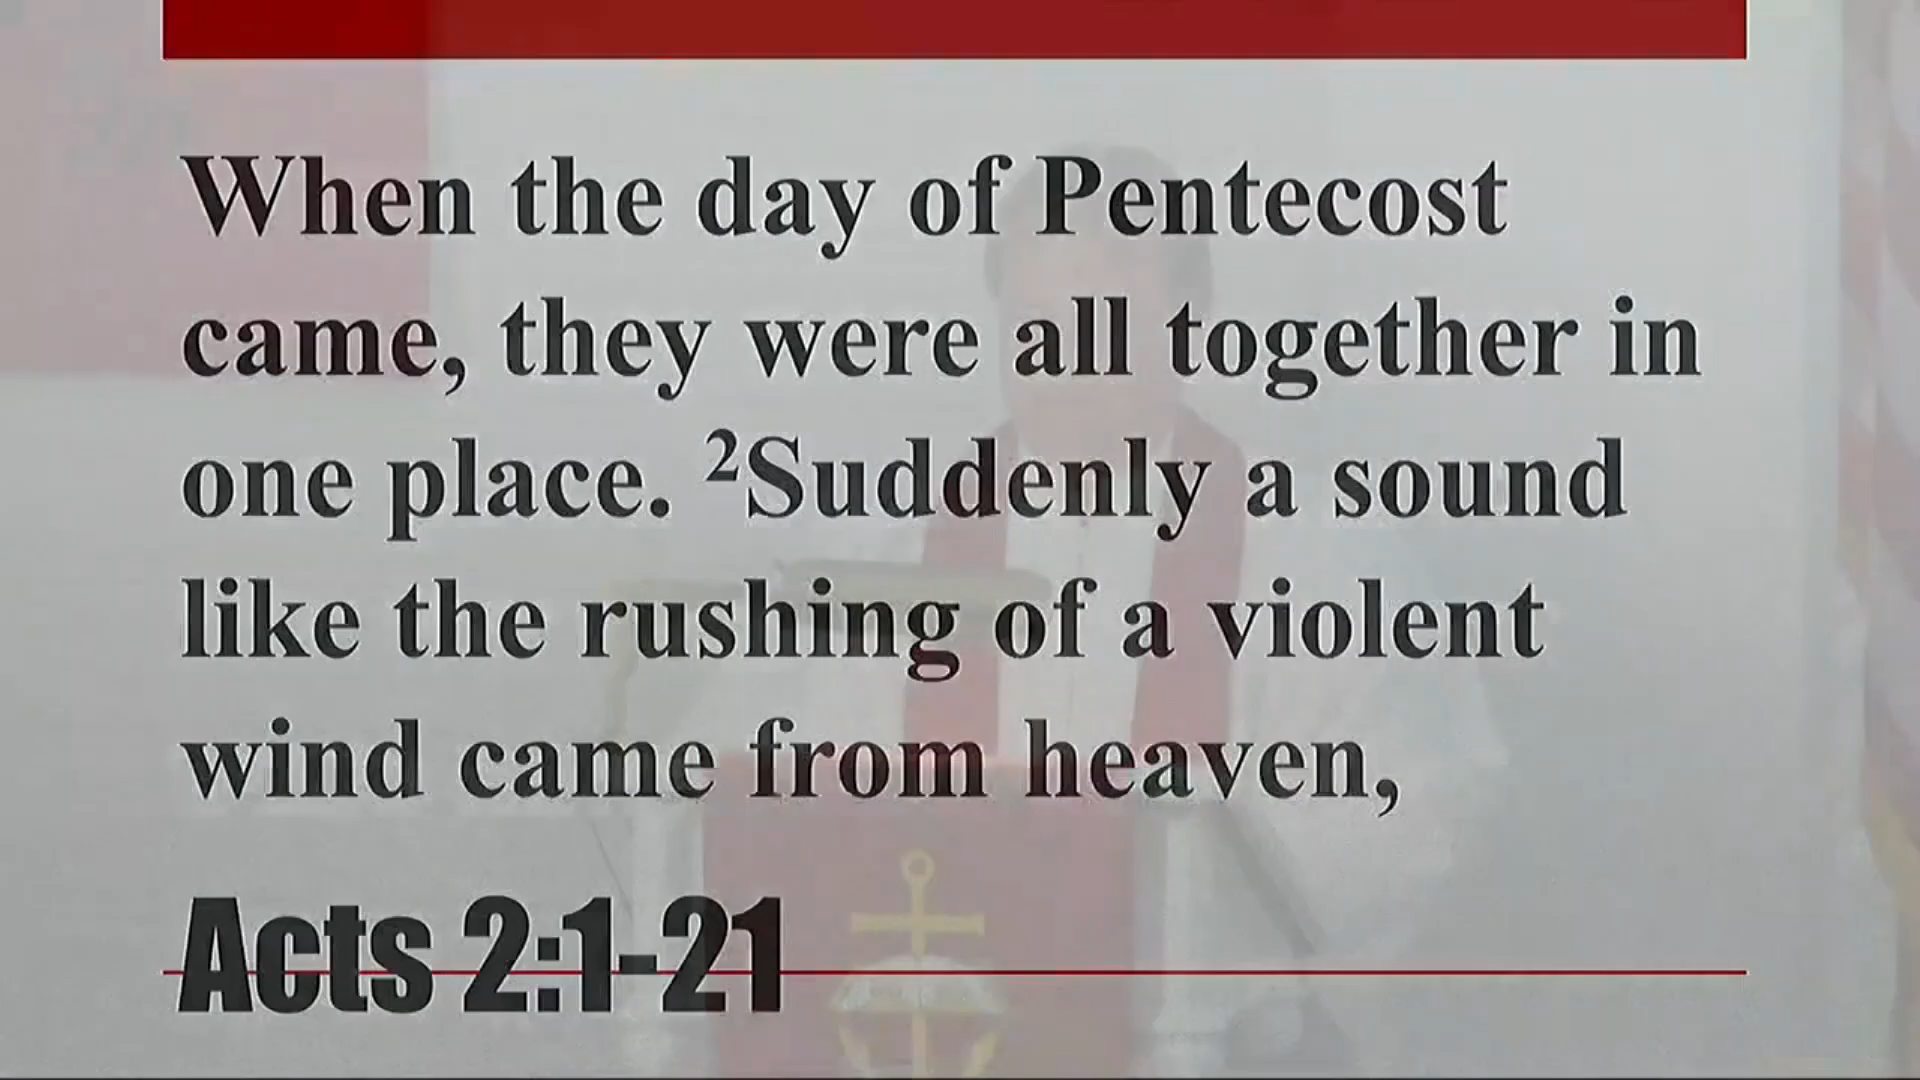 When the day of Pentecost
came, they were all together in
one place. ²Suddenly a sound
like the rushing of a violent
wind came from heaven,
Acts 2:1-21